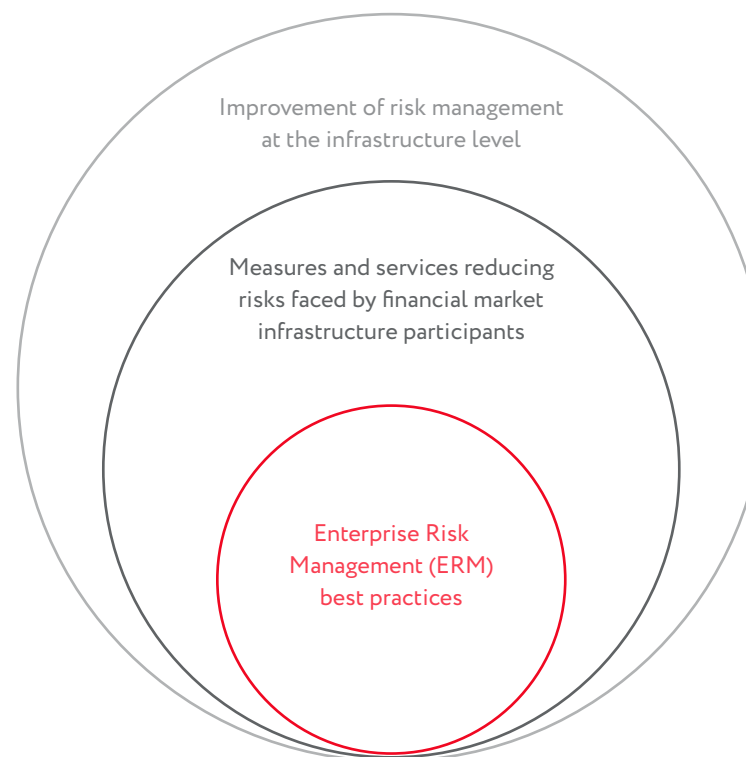 Improvement of risk management
at the infrastructure level
Measures and services reducing
risks faced by financial market
infrastructure participants
Enterprise Risk
Management (ERM)
best practices